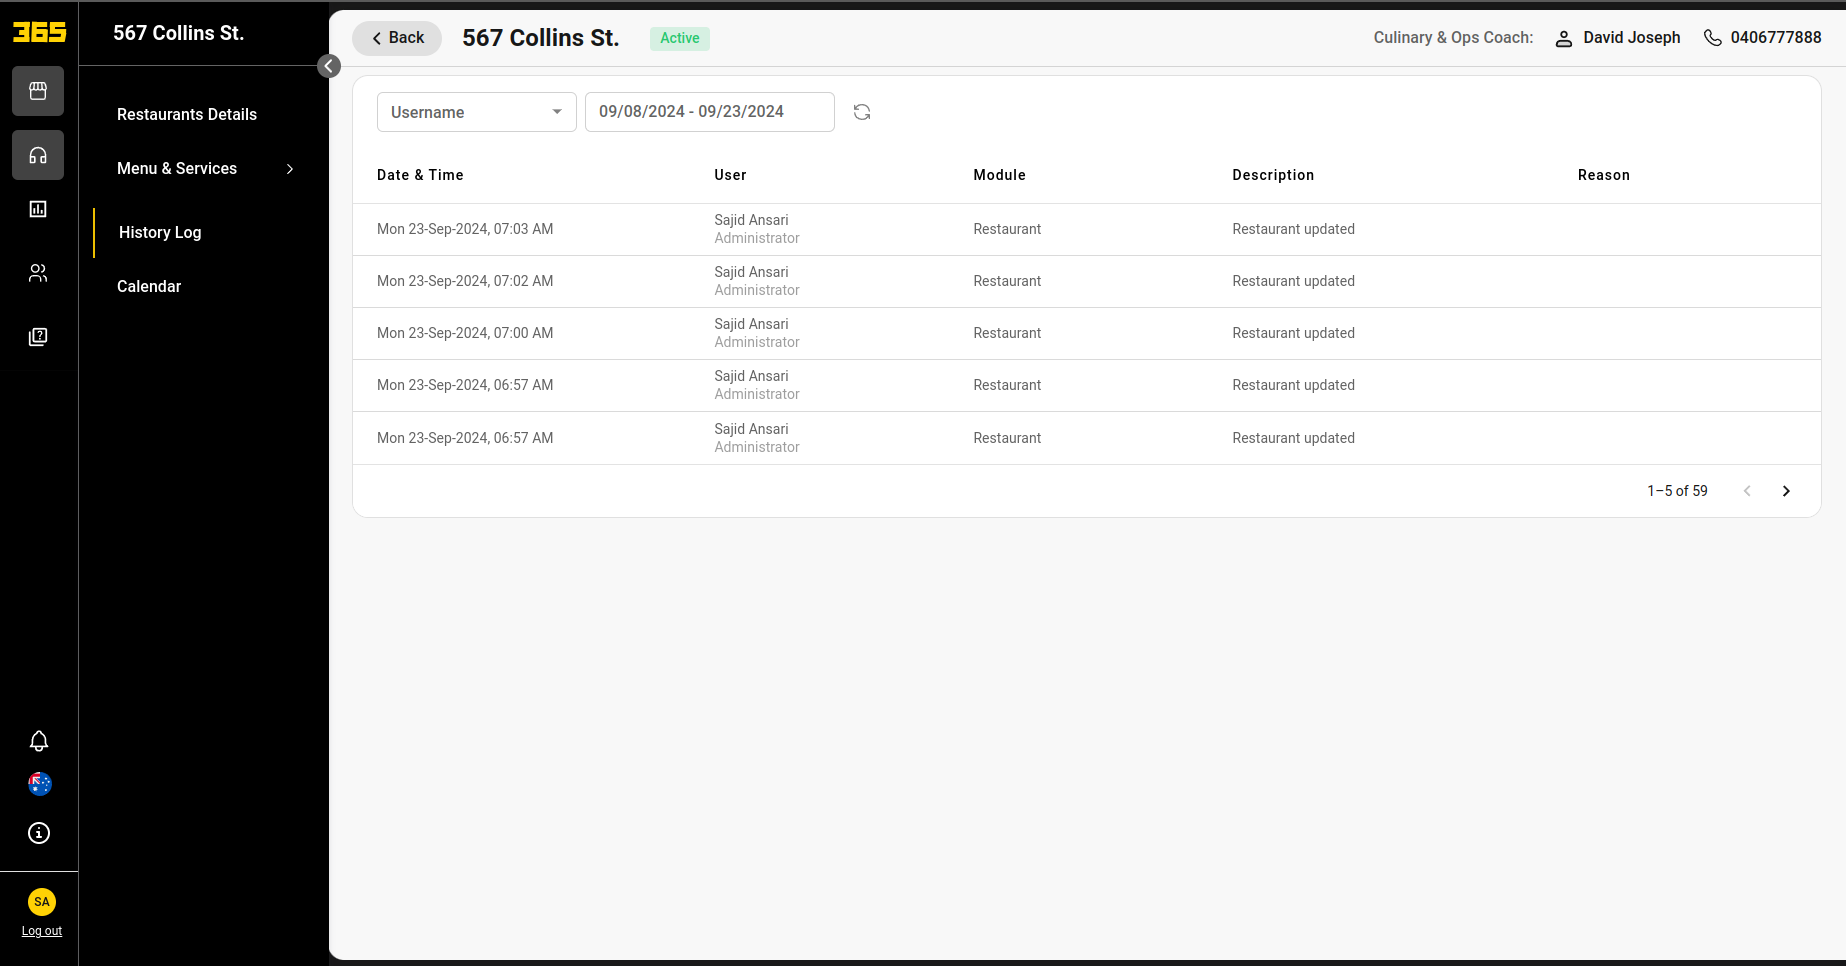 365
567 Collins St.
Restaurants Details
Menu & Services
History Log
Calendar
SA
Log out
Back
567 Collins St.
Active
Culinary & Ops Coach:
David Joseph
0406777888
Username
09/08/2024 - 09/23/2024
Date & Time User Module Description Reason
Mon 23-Sep-2024, 07:03 AM Sajid Ansari Restaurant Restaurant updated
Administrator
Mon 23-Sep-2024, 07:02 AM Sajid Ansari Restaurant Restaurant updated
Administrator
Mon 23-Sep-2024, 07:00 AM Sajid Ansari Restaurant Restaurant updated
Administrator
Mon 23-Sep-2024, 06:57 AM Sajid Ansari Restaurant Restaurant updated
Administrator
Mon 23-Sep-2024, 06:57 AM Sajid Ansari Restaurant Restaurant updated
Administrator
1–5 of 59